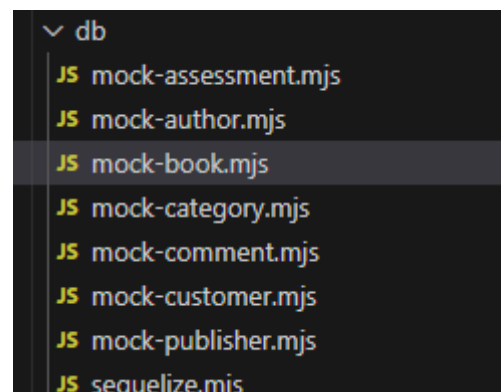 db
JS mock-assessment.mjs
JS mock-author.mjs
JS mock-book.mjs
JS mock-category.mjs
JS mock-comment.mjs
JS mock-customer.mjs
JS mock-publisher.mjs
JS sequelize.mjs